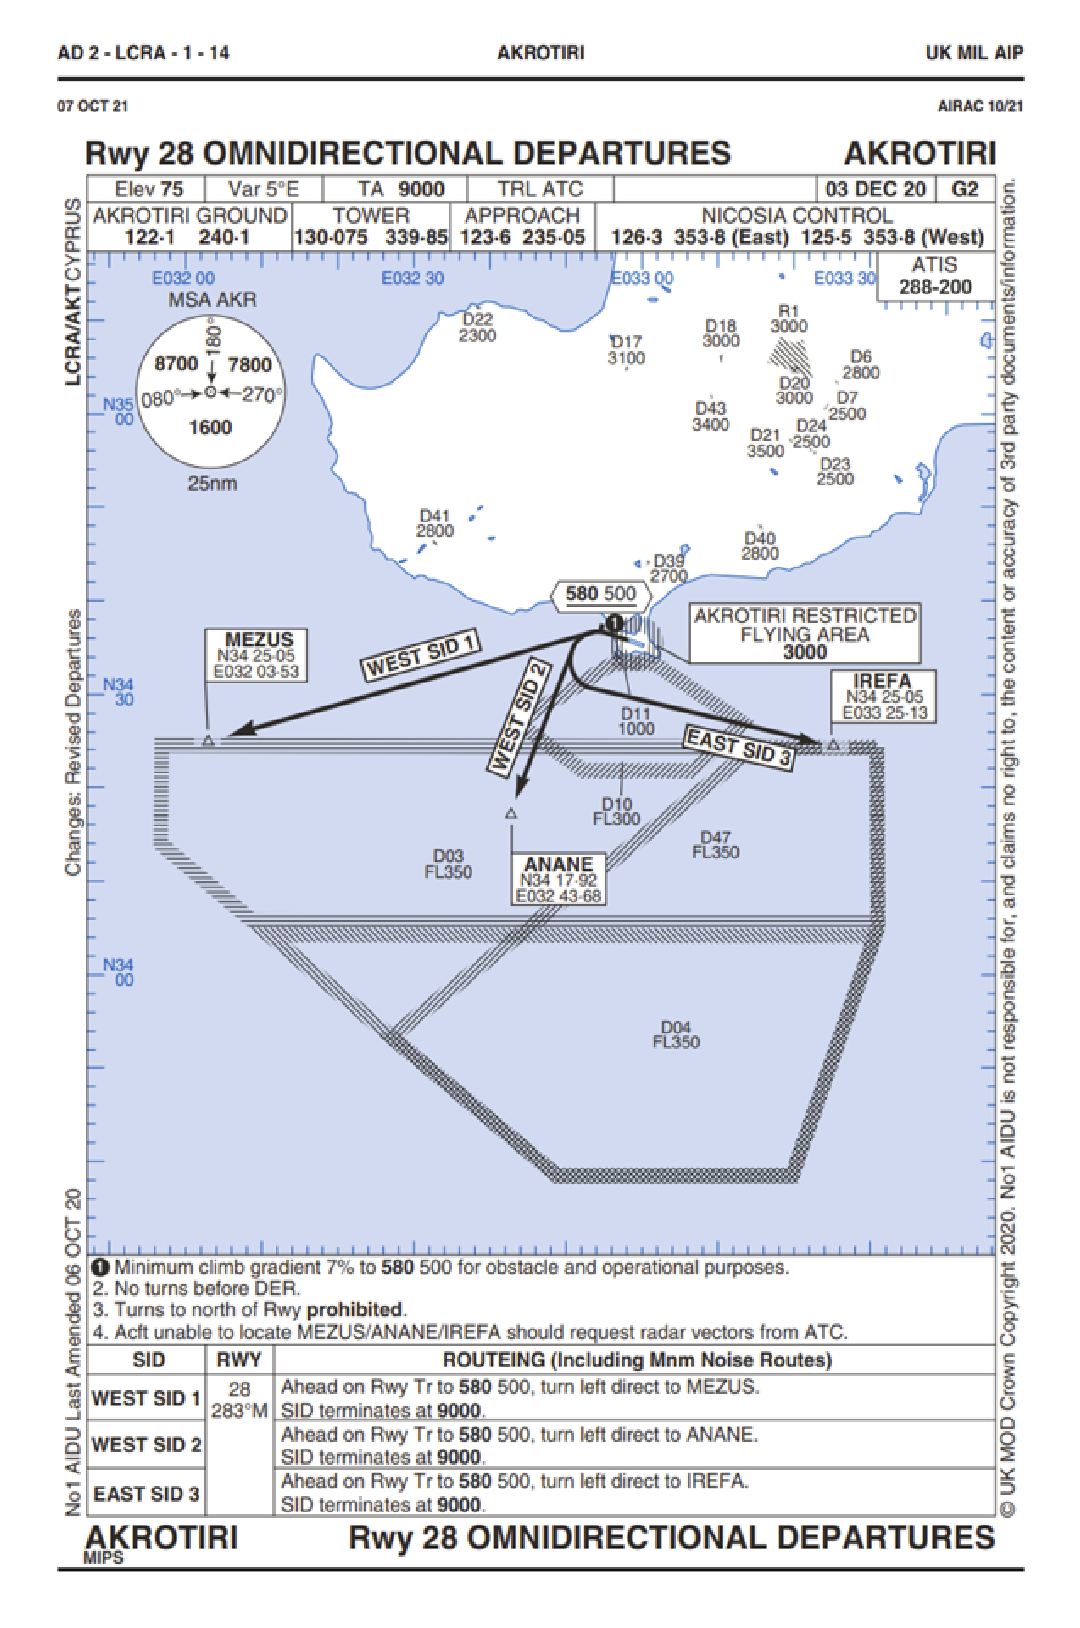 AD 2 - LCRA - 1 - 14 AKROTIRI UK MIL AIP
07 OCT 21 AIRAC 10/21
Rwy 28 OMNIDIRECTIONAL DEPARTURES AKROTIRI
Elev 75 Var 5°E TA 9000 TRL ATC 03 DEC 20 G2
AKROTIRI GROUND TOWER APPROACH NICOSIA CONTROL
122·1 240·1 130·075 339·85 123·6 235·05 126·3 353·8 (East) 125·5 353·8 (West)
ATIS
288·200
LCRA/AKT CYPRUS
Changes: Revised Departures
No1 AIDU Last Amended 06 OCT 20
© UK MOD Crown Copyright 2020. No1 AIDU is not responsible for, and claims no right to, the content or accuracy of 3rd party documents/information.
E032 00
E032 30
E033 00
E033 30
MSA AKR
180°
8700 7800
080° 270°
1600
25nm
N35
00
N34
30
N34
00
D22
2300
D17
3100
D18
3000
R1
3000
D6
2800
D20
3000
D7
2500
D43
3400
D21
3500
D24
2500
D23
2500
D41
2800
D40
2800
D39
2700
580 500
1
AKROTIRI RESTRICTED
FLYING AREA
3000
MEZUS
N34 25·05
E032 03·53
WEST SID 1
WEST SID 2
EAST SID 3
IREFA
N34 25·05
E033 25·13
D11
1000
D10
FL300
D47
FL350
D03
FL350
ANANE
N34 17·92
E032 43·68
D04
FL350
1 Minimum climb gradient 7% to 580 500 for obstacle and operational purposes.
2. No turns before DER.
3. Turns to north of Rwy prohibited.
4. Acft unable to locate MEZUS/ANANE/IREFA should request radar vectors from ATC.
SID RWY ROUTEING (Including Mnm Noise Routes)
WEST SID 1 28 283°M Ahead on Rwy Tr to 580 500, turn left direct to MEZUS.
SID terminates at 9000.
WEST SID 2 Ahead on Rwy Tr to 580 500, turn left direct to ANANE.
SID terminates at 9000.
EAST SID 3 Ahead on Rwy Tr to 580 500, turn left direct to IREFA.
SID terminates at 9000.
AKROTIRI Rwy 28 OMNIDIRECTIONAL DEPARTURES
MIPS